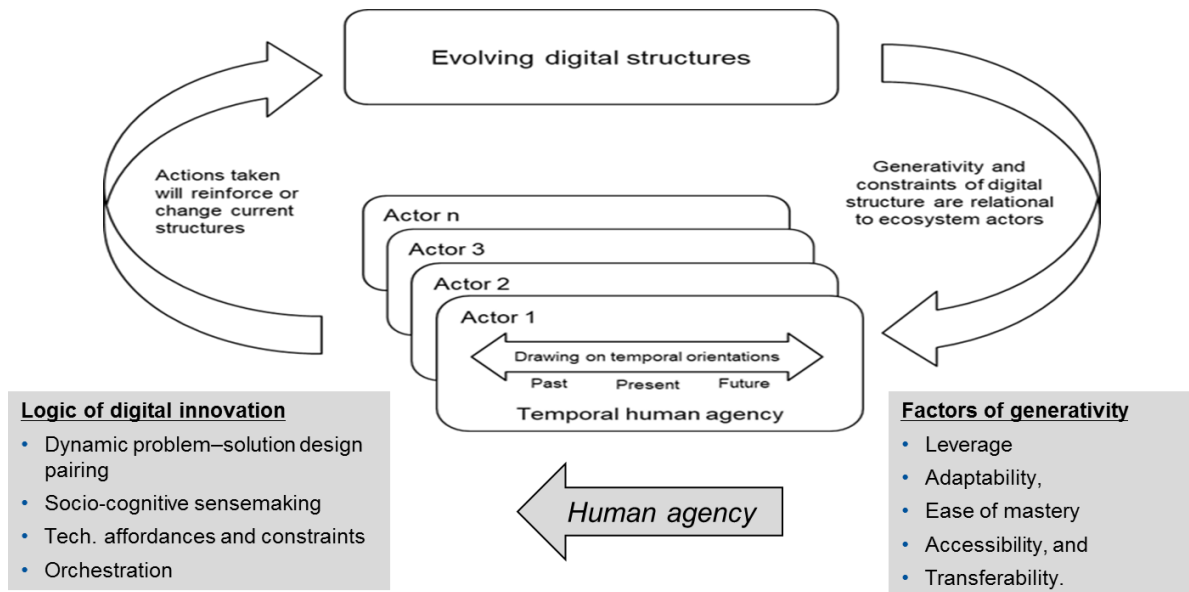 Evolving digital structures
Actions taken
will reinforce or
change current
structures
Generativity and
constraints of digital
structure are relational
to ecosystem actors
Actor n
Actor 3
Actor 2
Actor 1
Drawing on temporal orientations
Past Present Future
Temporal human agency
Logic of digital innovation
• Dynamic problem–solution design
pairing
• Socio-cognitive sensemaking
• Tech. affordances and constraints
• Orchestration
Human agency
Factors of generativity
• Leverage
• Adaptability,
• Ease of mastery
• Accessibility, and
• Transferability.